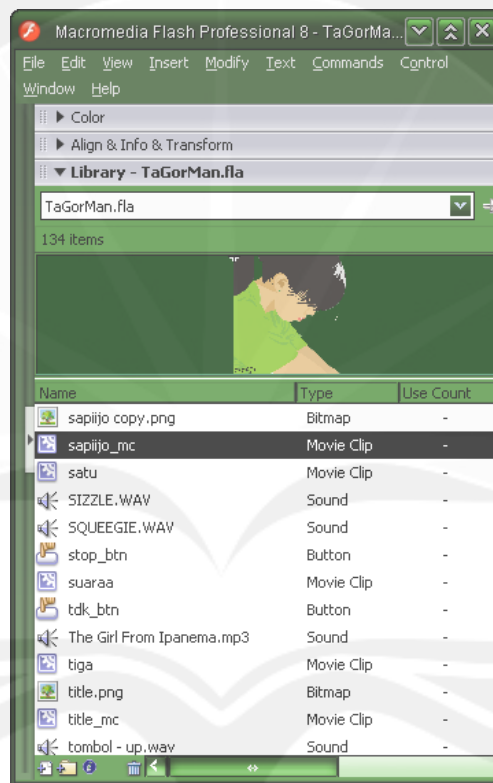 Macromedia Flash Professional 8 - TaGorMa...
File Edit View Insert Modify Text Commands Control
Window Help
Color
Align & Info & Transform
Library - TaGorMan.fla
TaGorMan.fla
134 items
Name Type Use Count
sapiijo copy.png Bitmap -
sapiijo_mc Movie Clip -
satu Movie Clip -
SIZZLE.WAV Sound -
SQUEEGIE.WAV Sound -
stop_btn Button -
suaraa Movie Clip -
tdk_btn Button -
The Girl From Ipanema.mp3 Sound -
tiga Movie Clip -
title.png Bitmap -
title_mc Movie Clip -
tombol - up.wav Sound -